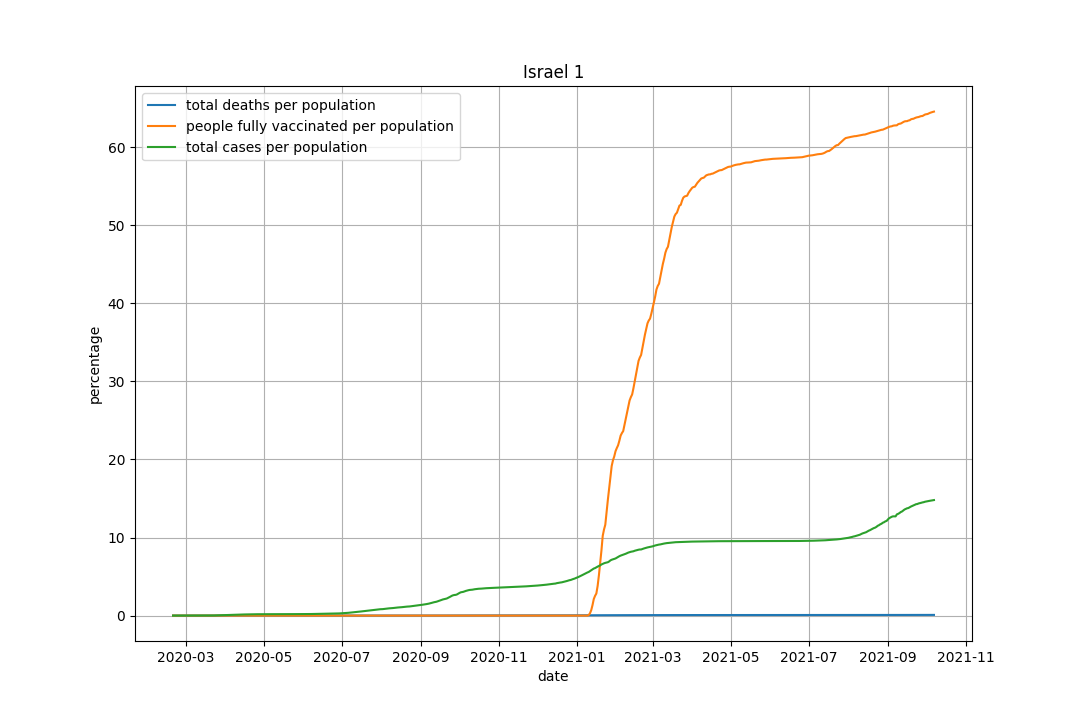 Israel 1
total deaths per population
people fully vaccinated per population
total cases per population
percentage
60
50
40
30
20
10
0
2020-03 2020-05 2020-07 2020-09 2020-11 2021-01 2021-03 2021-05 2021-07 2021-09 2021-11
date